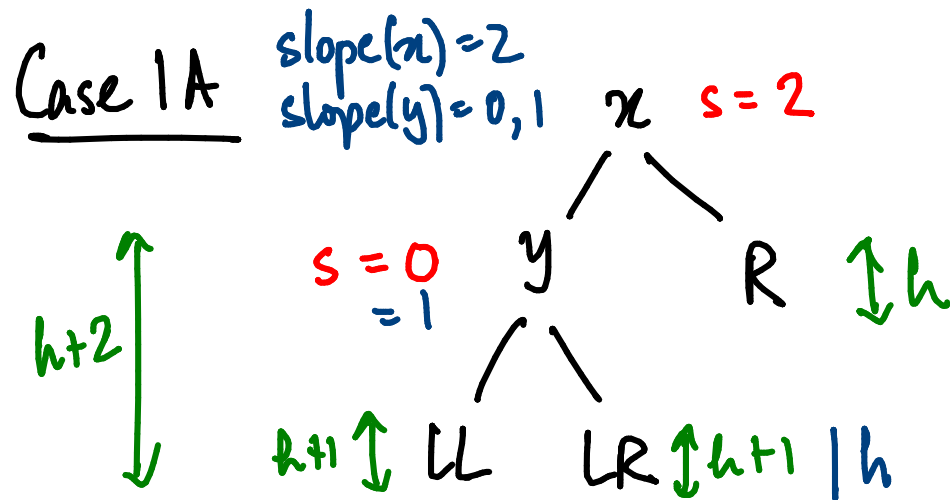 slope(x) = 2
Case 1A
slope(y) = 0, 1
x s = 2
s = 0 y R h
= 1
h+2
h+1 LL LR h+1 | h